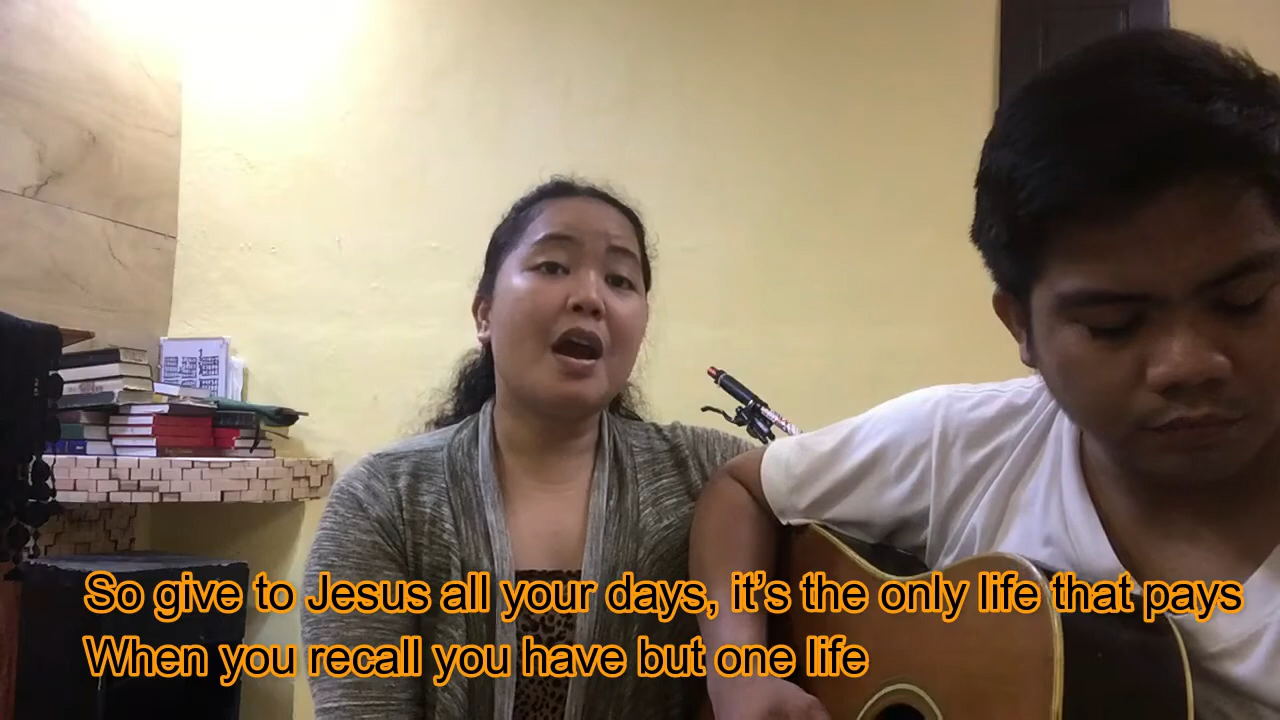 So give to Jesus all your days, it’s the only life that pays
When you recall you have but one life